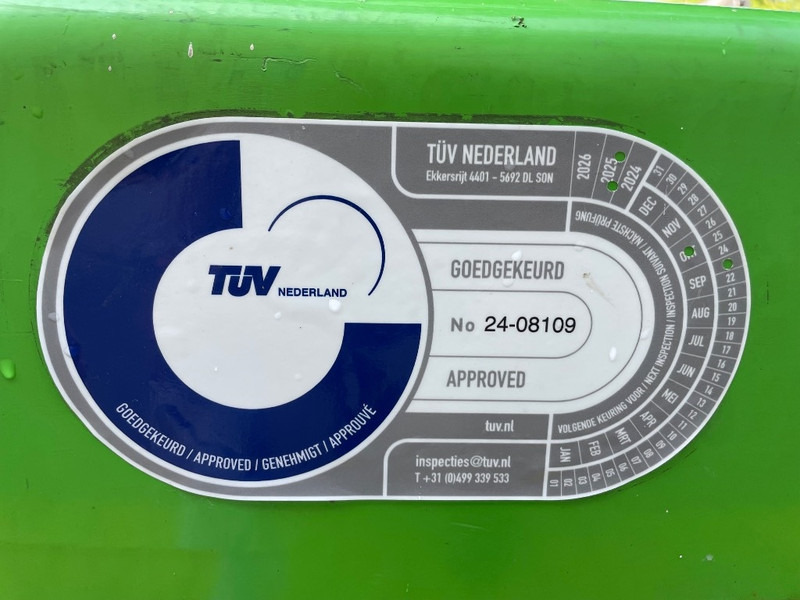 TÜV NEDERLAND
Ekkersrijt 4401 - 5692 DL SON
2026
2025
2024
TÜV NEDERLAND
GOEDGEKEURD
No 24-08109
APPROVED
GOEDGEKEURD / APPROVED / GENEHMIGT / APPROUVÉ
tuv.nl
inspecties@tuv.nl
T +31 (0)499 339 533
VOLGENDE KEURING VOOR / NEXT INSPECTION / INSPECTION SUIVANT / NÄCHSTE PRÜFUNG
JAN FEB MRT APR MEI JUN JUL AUG SEP OKT NOV DEC
01 02 03 04 05 06 07 08 09 10 11 12 13 14 15 16 17 18 19 20 21 22 24 25 26 27 28 29 30 31